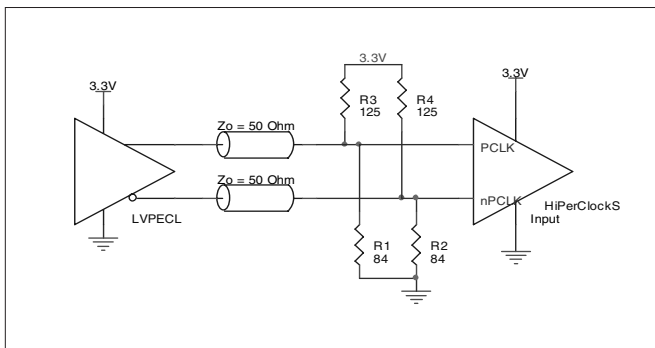 3.3V
3.3V
3.3V
R3
125
R4
125
Zo = 50 Ohm
PCLK
Zo = 50 Ohm
nPCLK
HiPerClockS
Input
LVPECL
R1
84
R2
84